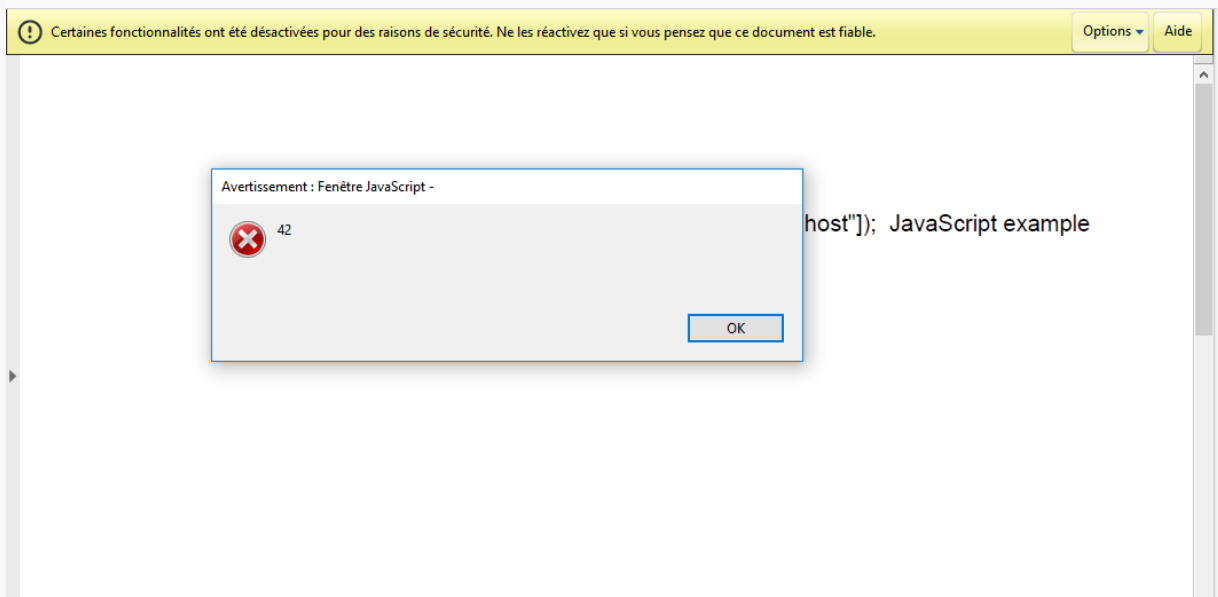 Certaines fonctionnalités ont été désactivées pour des raisons de sécurité. Ne les réactivez que si vous pensez que ce document est fiable. Options Aide
Avertissement : Fenêtre JavaScript -
42
host"]); JavaScript example
OK